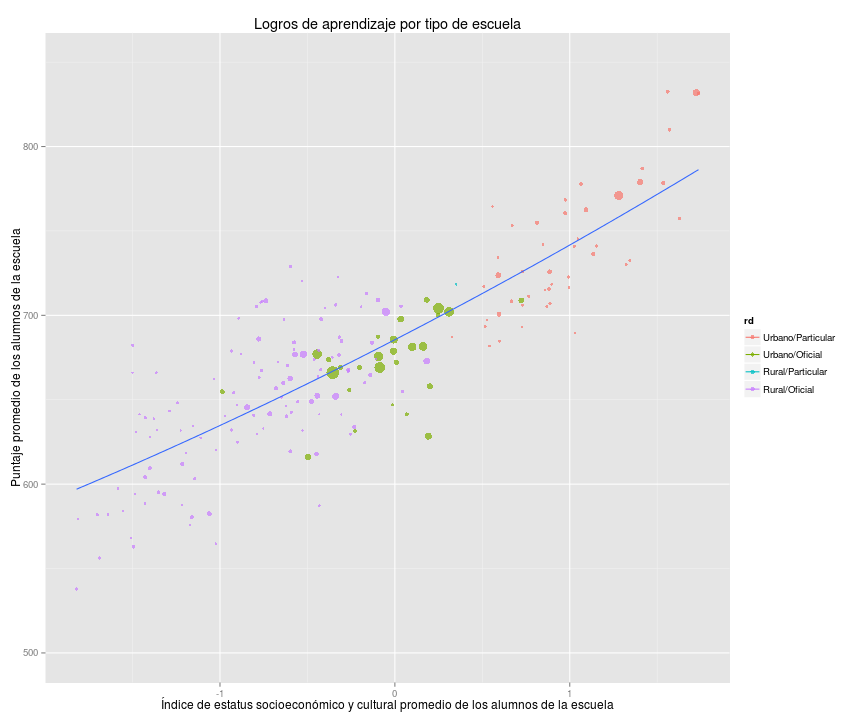 Logros de aprendizaje por tipo de escuela
Puntaje promedio de los alumnos de la escuela
800
700
600
500
-1
0
1
Índice de estatus socioeconómico y cultural promedio de los alumnos de la escuela
rd
Urbano/Particular
Urbano/Oficial
Rural/Particular
Rural/Oficial